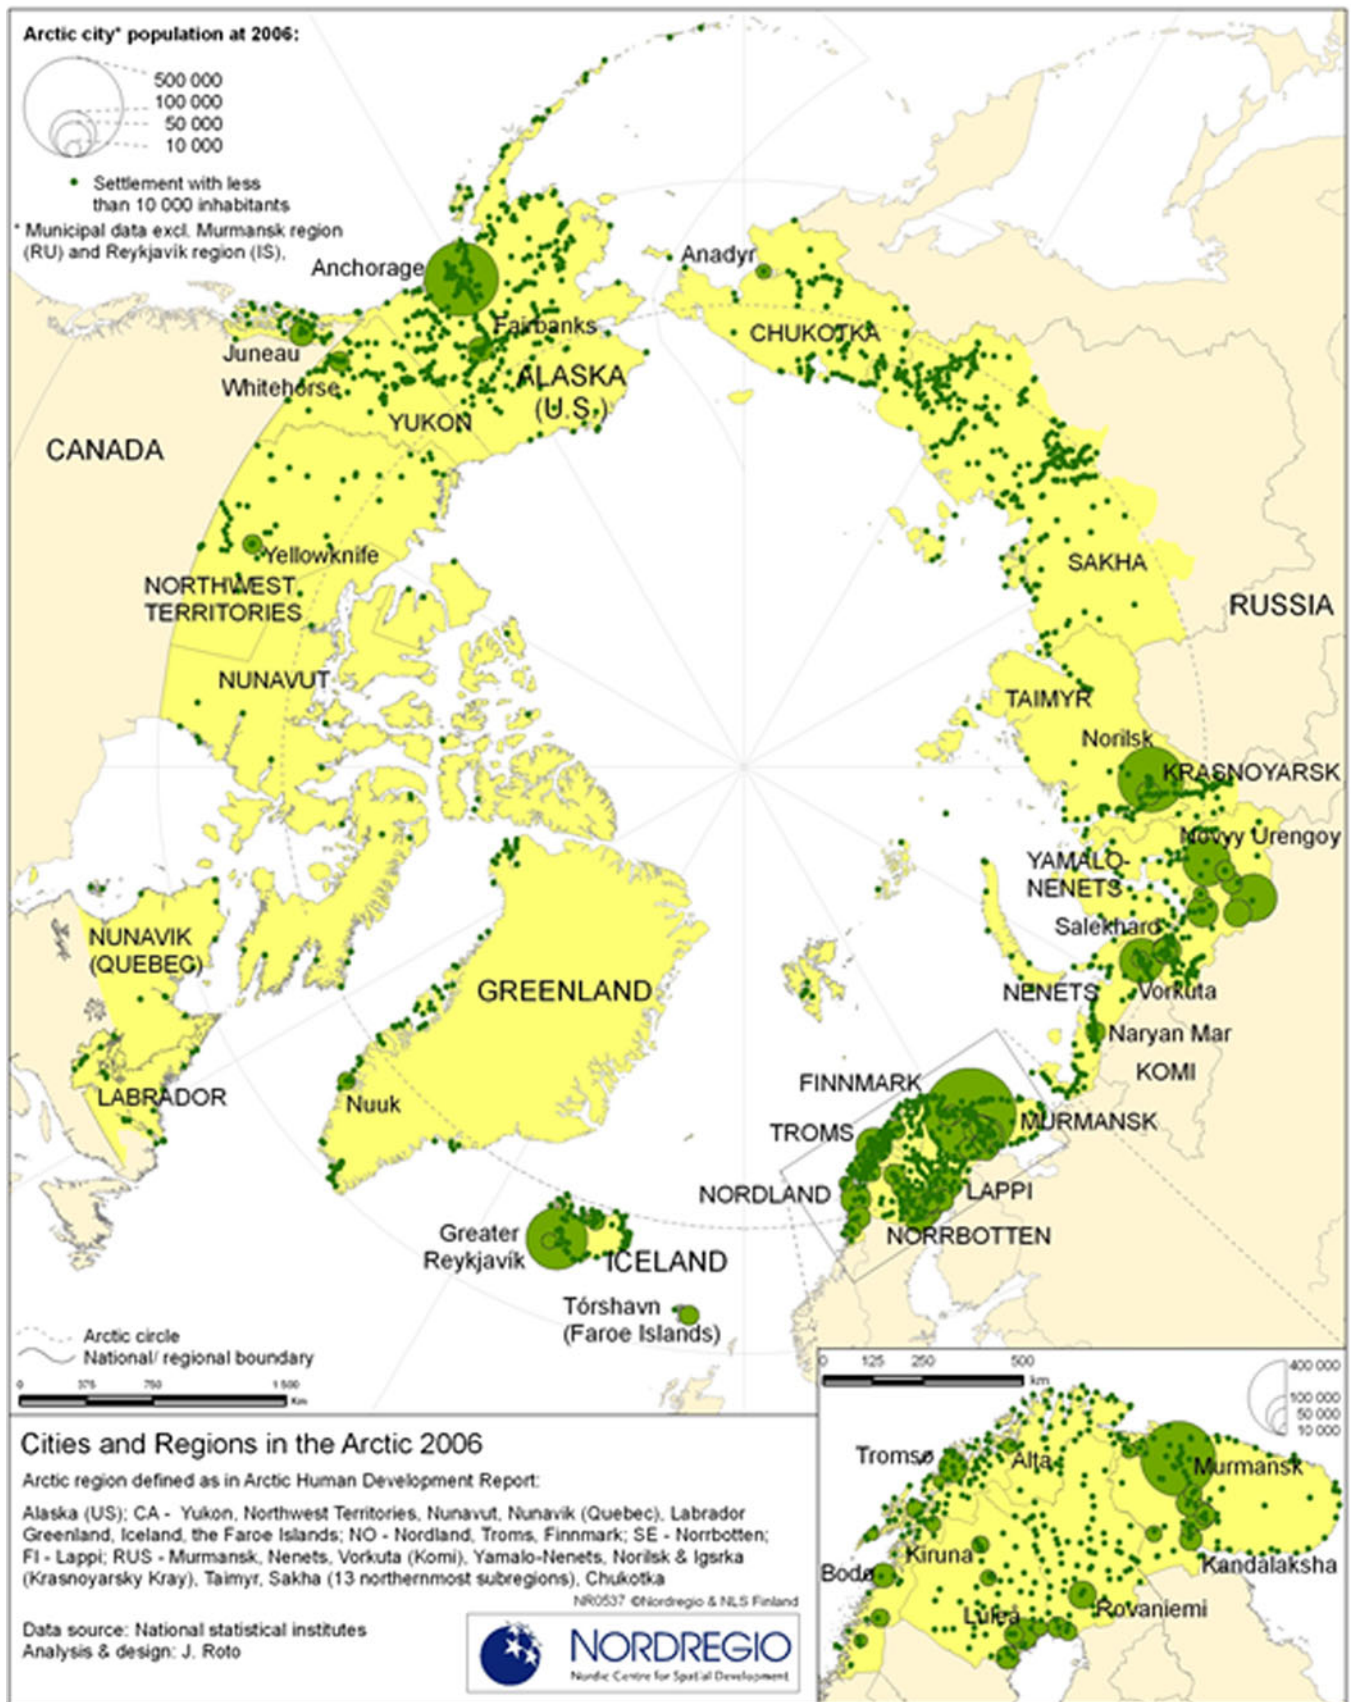 Arctic city* population at 2006:
500 000
100 000
50 000
10 000
Settlement with less
than 10 000 inhabitants
* Municipal data excl. Murmansk region
(RU) and Reykjavík region (IS),
Anchorage
Anadyr
Fairbanks
CHUKOTKA
Juneau
Whitehorse
ALASKA
(U.S.)
YUKON
CANADA
Yellowknife
SAKHA
NORTHWEST
TERRITORIES
RUSSIA
NUNAVUT
TAIMYR
Norilsk
KRASNOYARSK
Novyy Urengoy
YAMALO-
NENETS
Salekhard
NUNAVIK
(QUEBEC)
GREENLAND
NENETS
Vorkuta
Naryan Mar
KOMI
FINNMARK
LABRADOR
Nuuk
MURMANSK
TROMS
NORDLAND
LAPPI
NORRBOTTEN
Greater
Reykjavík
ICELAND
Tórshavn
(Faroe Islands)
Arctic circle
National/ regional boundary
0 375 750 1 500
Km
0 125 250 500
km
400 000
100 000
50 000
10 000
Tromsø
Alta
Murmansk
Kiruna
Kandalaksha
Bodø
Luleå
Rovaniemi
Cities and Regions in the Arctic 2006
Arctic region defined as in Arctic Human Development Report:
Alaska (US); CA - Yukon, Northwest Territories, Nunavut, Nunavik (Quebec), Labrador
Greenland, Iceland, the Faroe Islands; NO - Nordland, Troms, Finnmark; SE - Norrbotten;
FI - Lappi; RUS - Murmansk, Nenets, Vorkuta (Komi), Yamalo-Nenets, Norilsk & Igsrka
(Krasnoyarsky Kray), Taimyr, Sakha (13 northernmost subregions), Chukotka
NR0537 ©Nordregio & NLS Finland
Data source: National statistical institutes
Analysis & design: J. Roto
NORDREGIO
Nordic Centre for Spatial Development